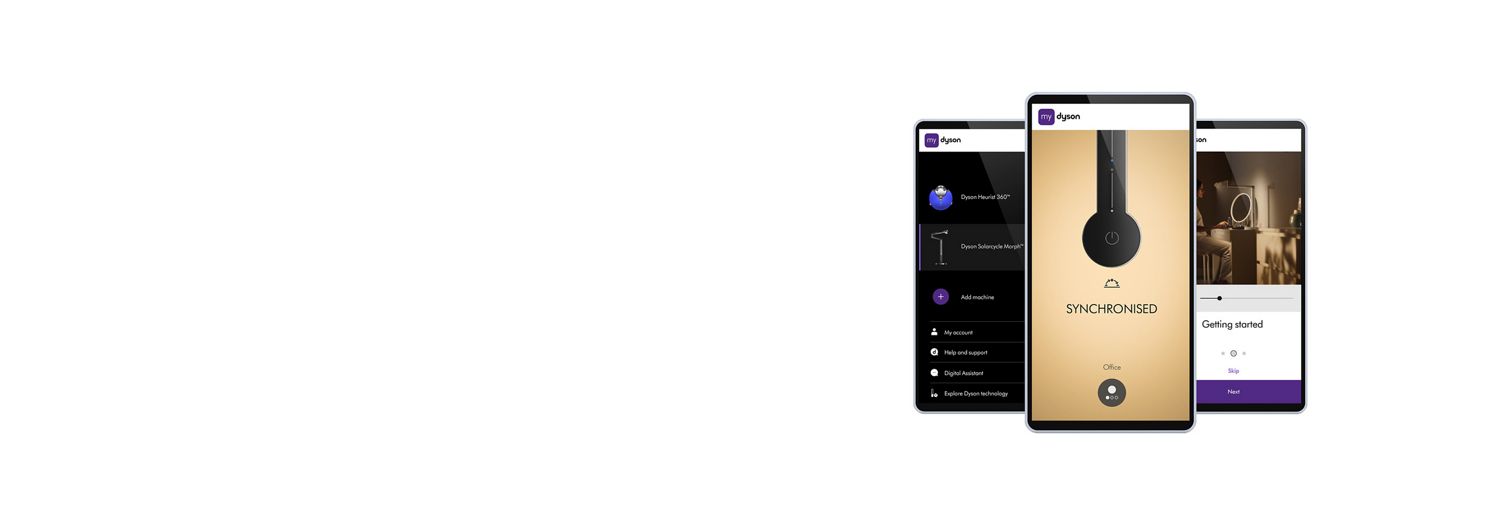 my dyson
Dyson Heurist 360™
Dyson Solarcycle Morph™
Add machine
My account
Help and support
Digital Assistant
Explore Dyson technology
my dyson
SYNCHRONISED
Office
son
Getting started
Skip
Next